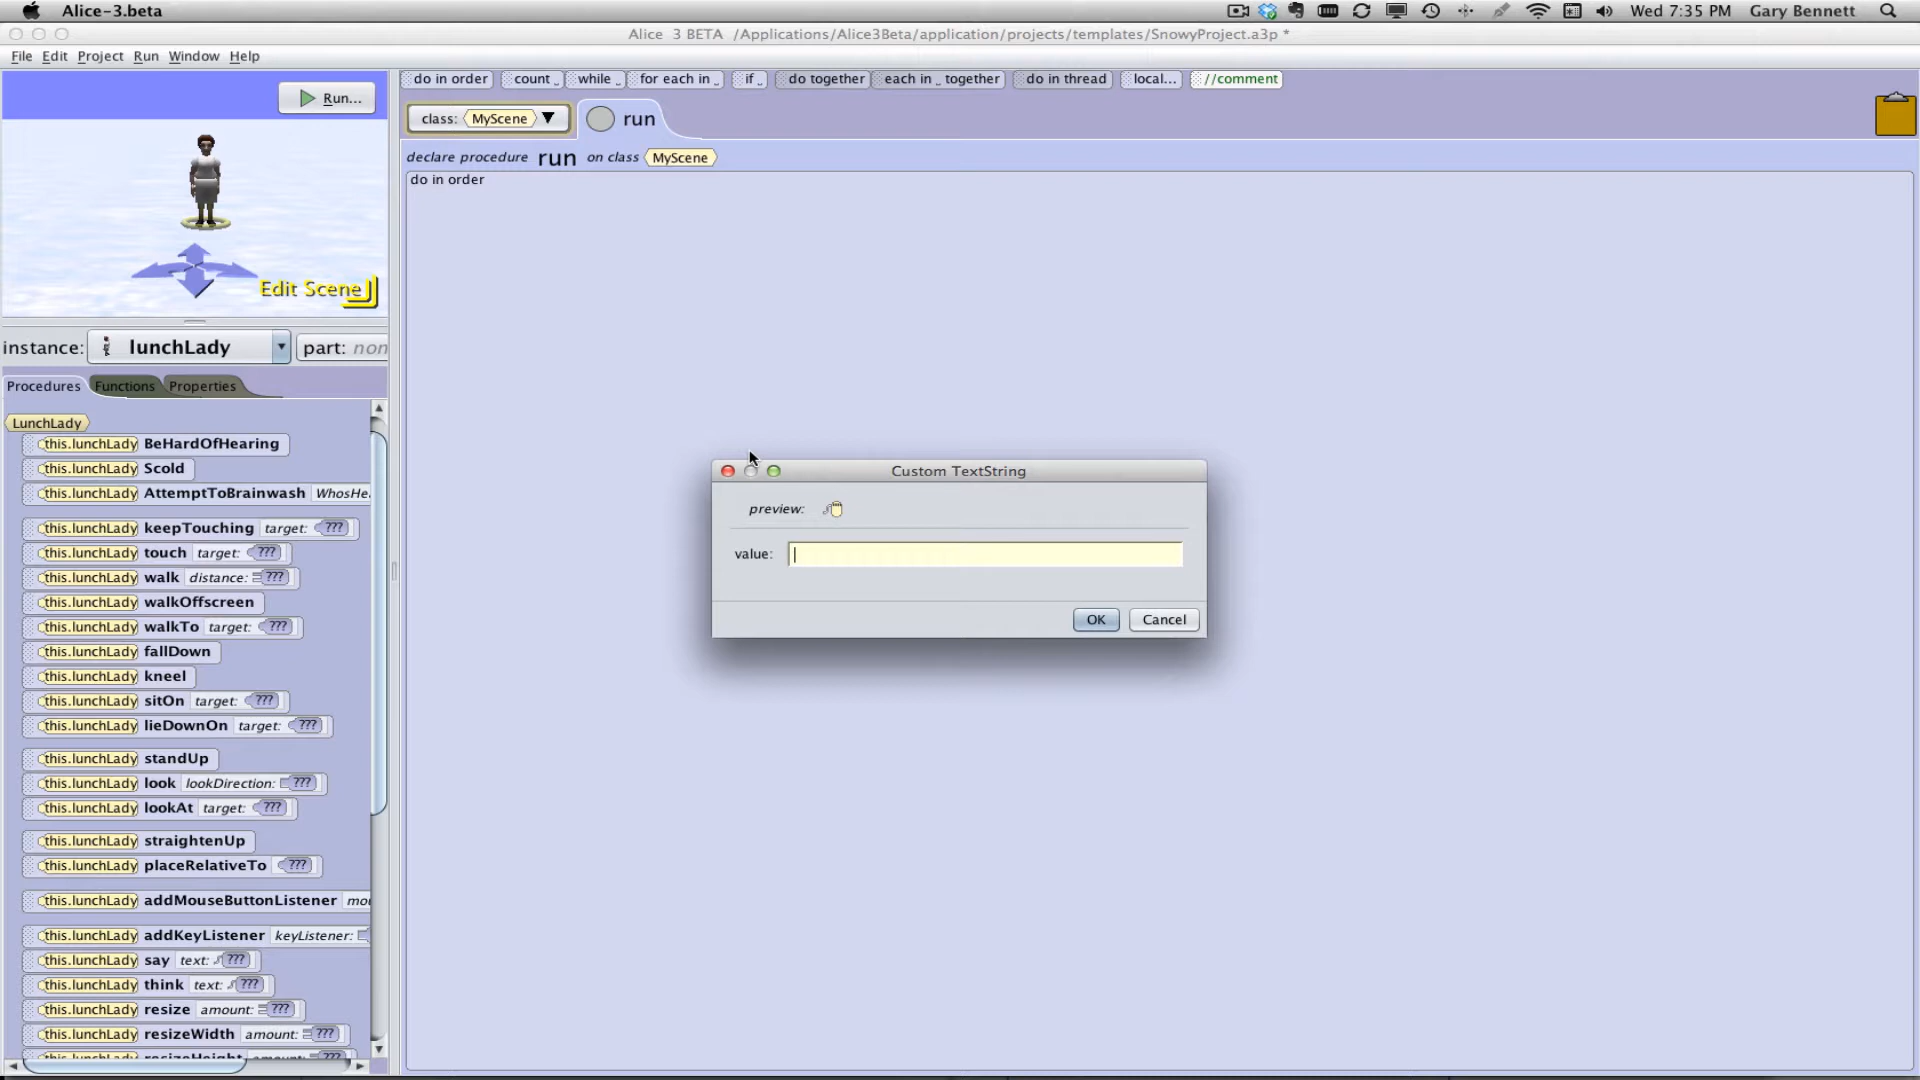 Alice-3.beta
Wed 7:35 PM Gary Bennett
Alice 3 BETA /Applications/Alice3Beta/application/projects/templates/SnowyProject.a3p *
File Edit Project Run Window Help
do in order count _ while _ for each in _ if _ do together each in _ together do in thread local... //comment
Run...
class: MyScene run
declare procedure run on class MyScene
do in order
Edit Scene
instance: lunchLady part: non
Procedures Functions Properties
LunchLady
this.lunchLady BeHardOfHearing
this.lunchLady Scold
this.lunchLady AttemptToBrainwash WhosHea
this.lunchLady keepTouching target: ???
this.lunchLady touch target: ???
this.lunchLady walk distance: ???
this.lunchLady walkOffscreen
this.lunchLady walkTo target: ???
this.lunchLady fallDown
this.lunchLady kneel
this.lunchLady sitOn target: ???
this.lunchLady lieDownOn target: ???
this.lunchLady standUp
this.lunchLady look lookDirection: ???
this.lunchLady lookAt target: ???
this.lunchLady straightenUp
this.lunchLady placeRelativeTo ???
this.lunchLady addMouseButtonListener mou
this.lunchLady addKeyListener keyListener:
this.lunchLady say text: ???
this.lunchLady think text: ???
this.lunchLady resize amount: ???
this.lunchLady resizeWidth amount: ???
this.lunchLady resizeHeight amount: ???
Custom TextString
preview:
value:
OK Cancel